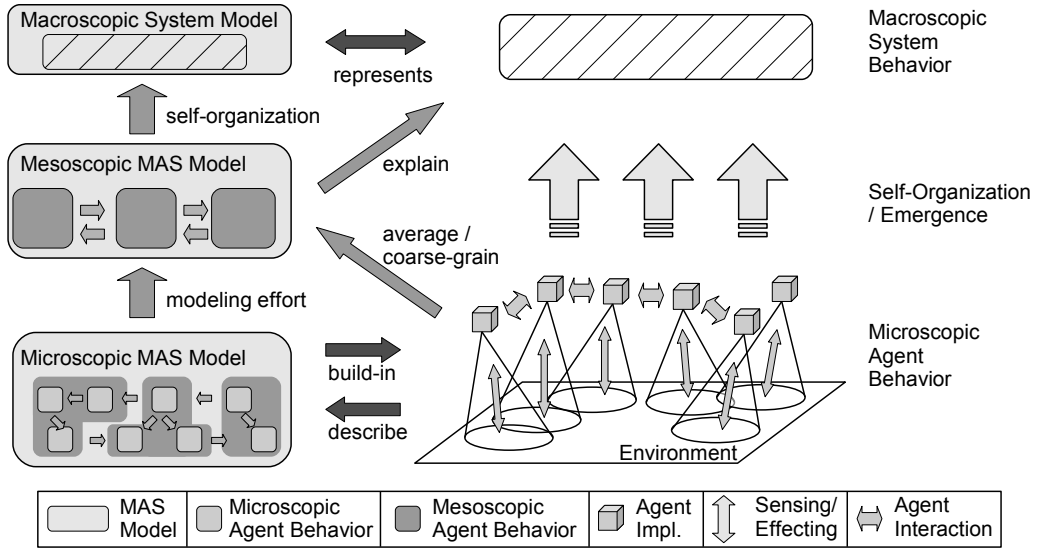 Macroscopic System Model
represents
Macroscopic
System
Behavior
self-organization
explain
Mesoscopic MAS Model
Self-Organization
/ Emergence
average /
coarse-grain
modeling effort
Microscopic MAS Model
build-in
describe
Microscopic
Agent
Behavior
Environment
MAS
Model
Microscopic
Agent Behavior
Mesoscopic
Agent Behavior
Agent
Impl.
Sensing/
Effecting
Agent
Interaction